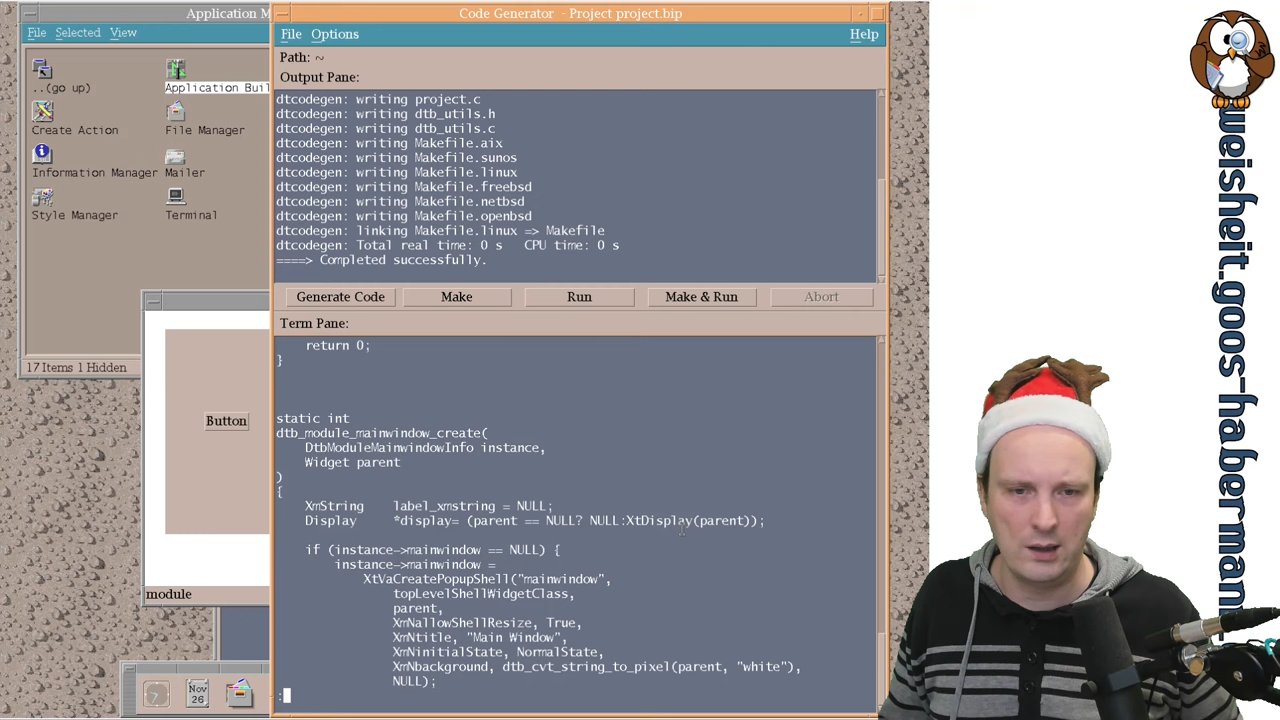 Application M
File Selected View
..(go up)
Application Buil
Create Action
File Manager
Information Manager
Mailer
Style Manager
Terminal
17 Items 1 Hidden
Button
module
Nov
26
Code Generator - Project project.bip
File Options Help
Path: ~
Output Pane:
dtcodegen: writing project.c
dtcodegen: writing dtb_utils.h
dtcodegen: writing dtb_utils.c
dtcodegen: writing Makefile.aix
dtcodegen: writing Makefile.sunos
dtcodegen: writing Makefile.linux
dtcodegen: writing Makefile.freebsd
dtcodegen: writing Makefile.netbsd
dtcodegen: writing Makefile.openbsd
dtcodegen: linking Makefile.linux => Makefile
dtcodegen: Total real time: 0 s   CPU time: 0 s
====> Completed successfully.
Generate Code Make Run Make & Run Abort
Term Pane:
    return 0;
}
static int
dtb_module_mainwindow_create(
    DtbModuleMainwindowInfo instance,
    Widget parent
)
{
    XmString    label_xmstring = NULL;
    Display     *display= (parent == NULL? NULL:XtDisplay(parent));
    if (instance->mainwindow == NULL) {
        instance->mainwindow =
            XtVaCreatePopupShell("mainwindow",
                topLevelShellWidgetClass,
                parent,
                XmNallowShellResize, True,
                XmNtitle, "Main Window",
                XmNinitialState, NormalState,
                XmNbackground, dtb_cvt_string_to_pixel(parent, "white"),
                NULL);
:
weisheit.goos-habermann